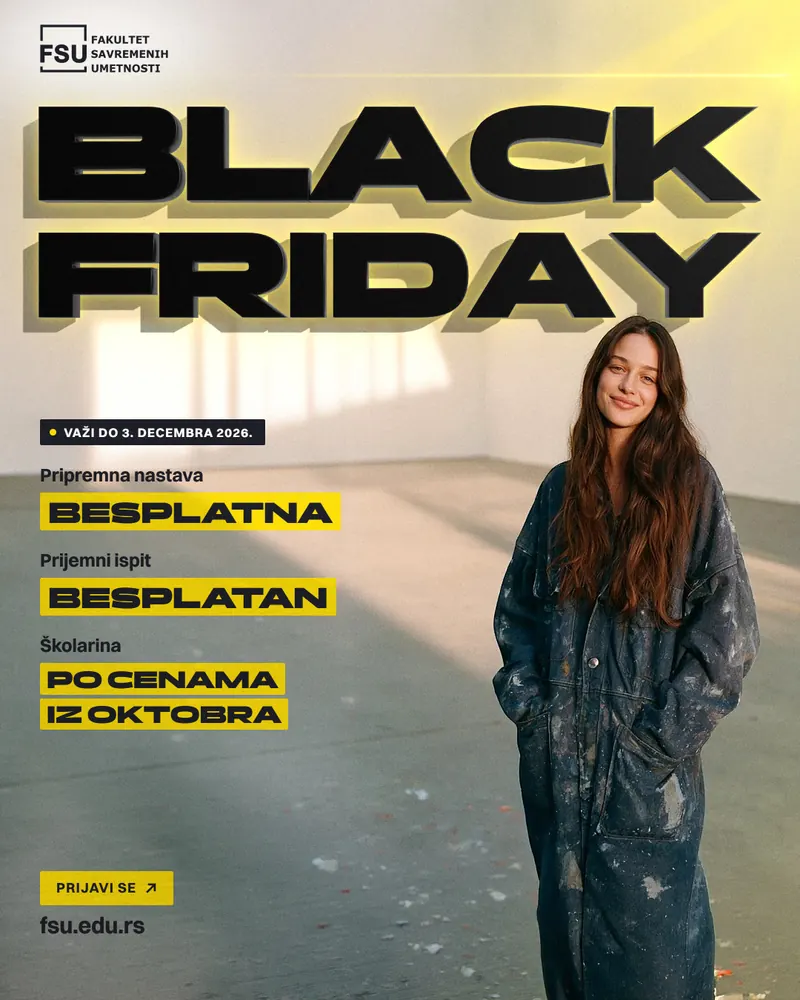 FSU
FAKULTET
SAVREMENIH
UMETNOSTI
BLACK
FRIDAY
VAŽI DO 3. DECEMBRA 2026.
Pripremna nastava
BESPLATNA
Prijemni ispit
BESPLATAN
Školarina
PO CENAMA
IZ OKTOBRA
PRIJAVI SE
fsu.edu.rs